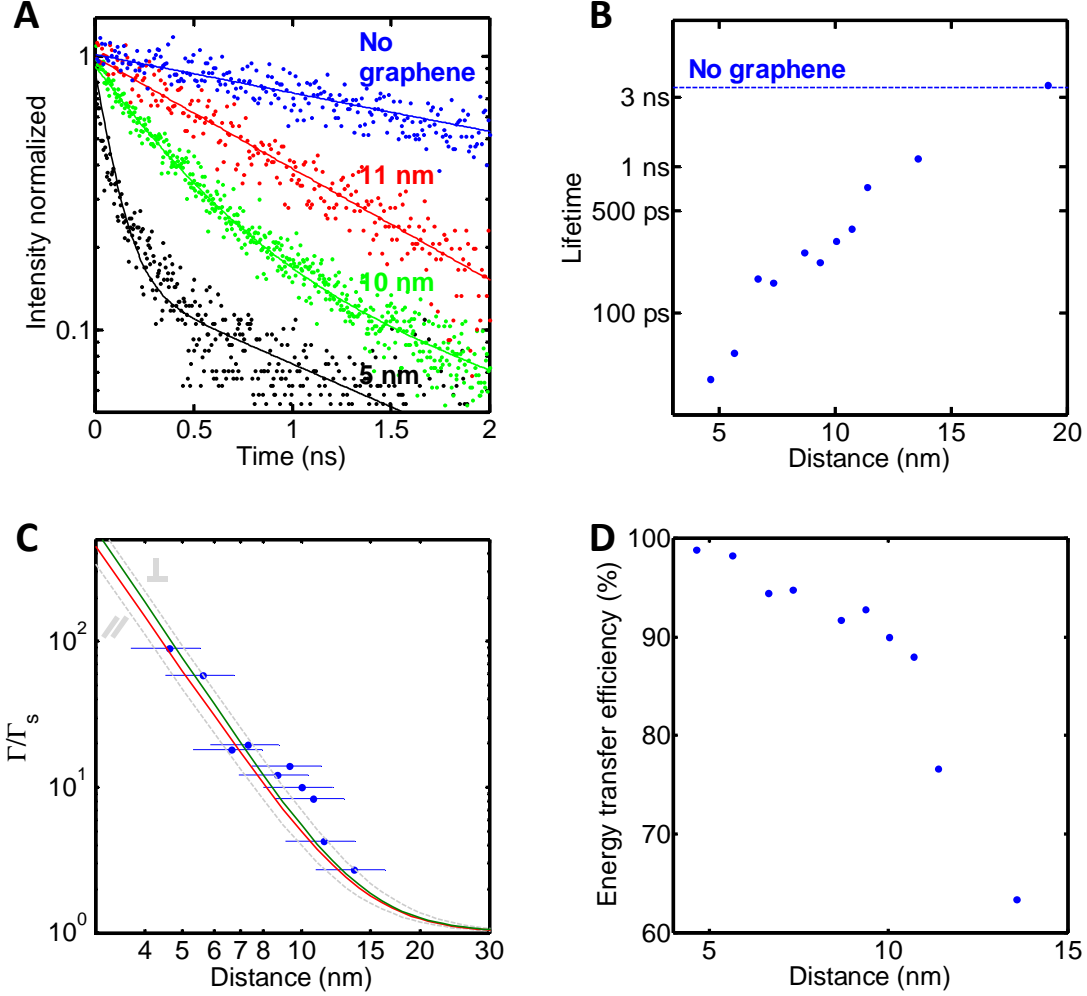 A
No
graphene
11 nm
10 nm
5 nm
1
0.1
Intensity normalized
0
0.5
1
1.5
2
Time (ns)
B
No graphene
3 ns
1 ns
500 ps
100 ps
Lifetime
5
10
15
20
Distance (nm)
C
⊥
//
10²
10¹
10⁰
Γ/Γₛ
4
5
6
7
8
10
15
20
30
Distance (nm)
D
100
90
80
70
60
Energy transfer efficiency (%)
5
10
15
Distance (nm)